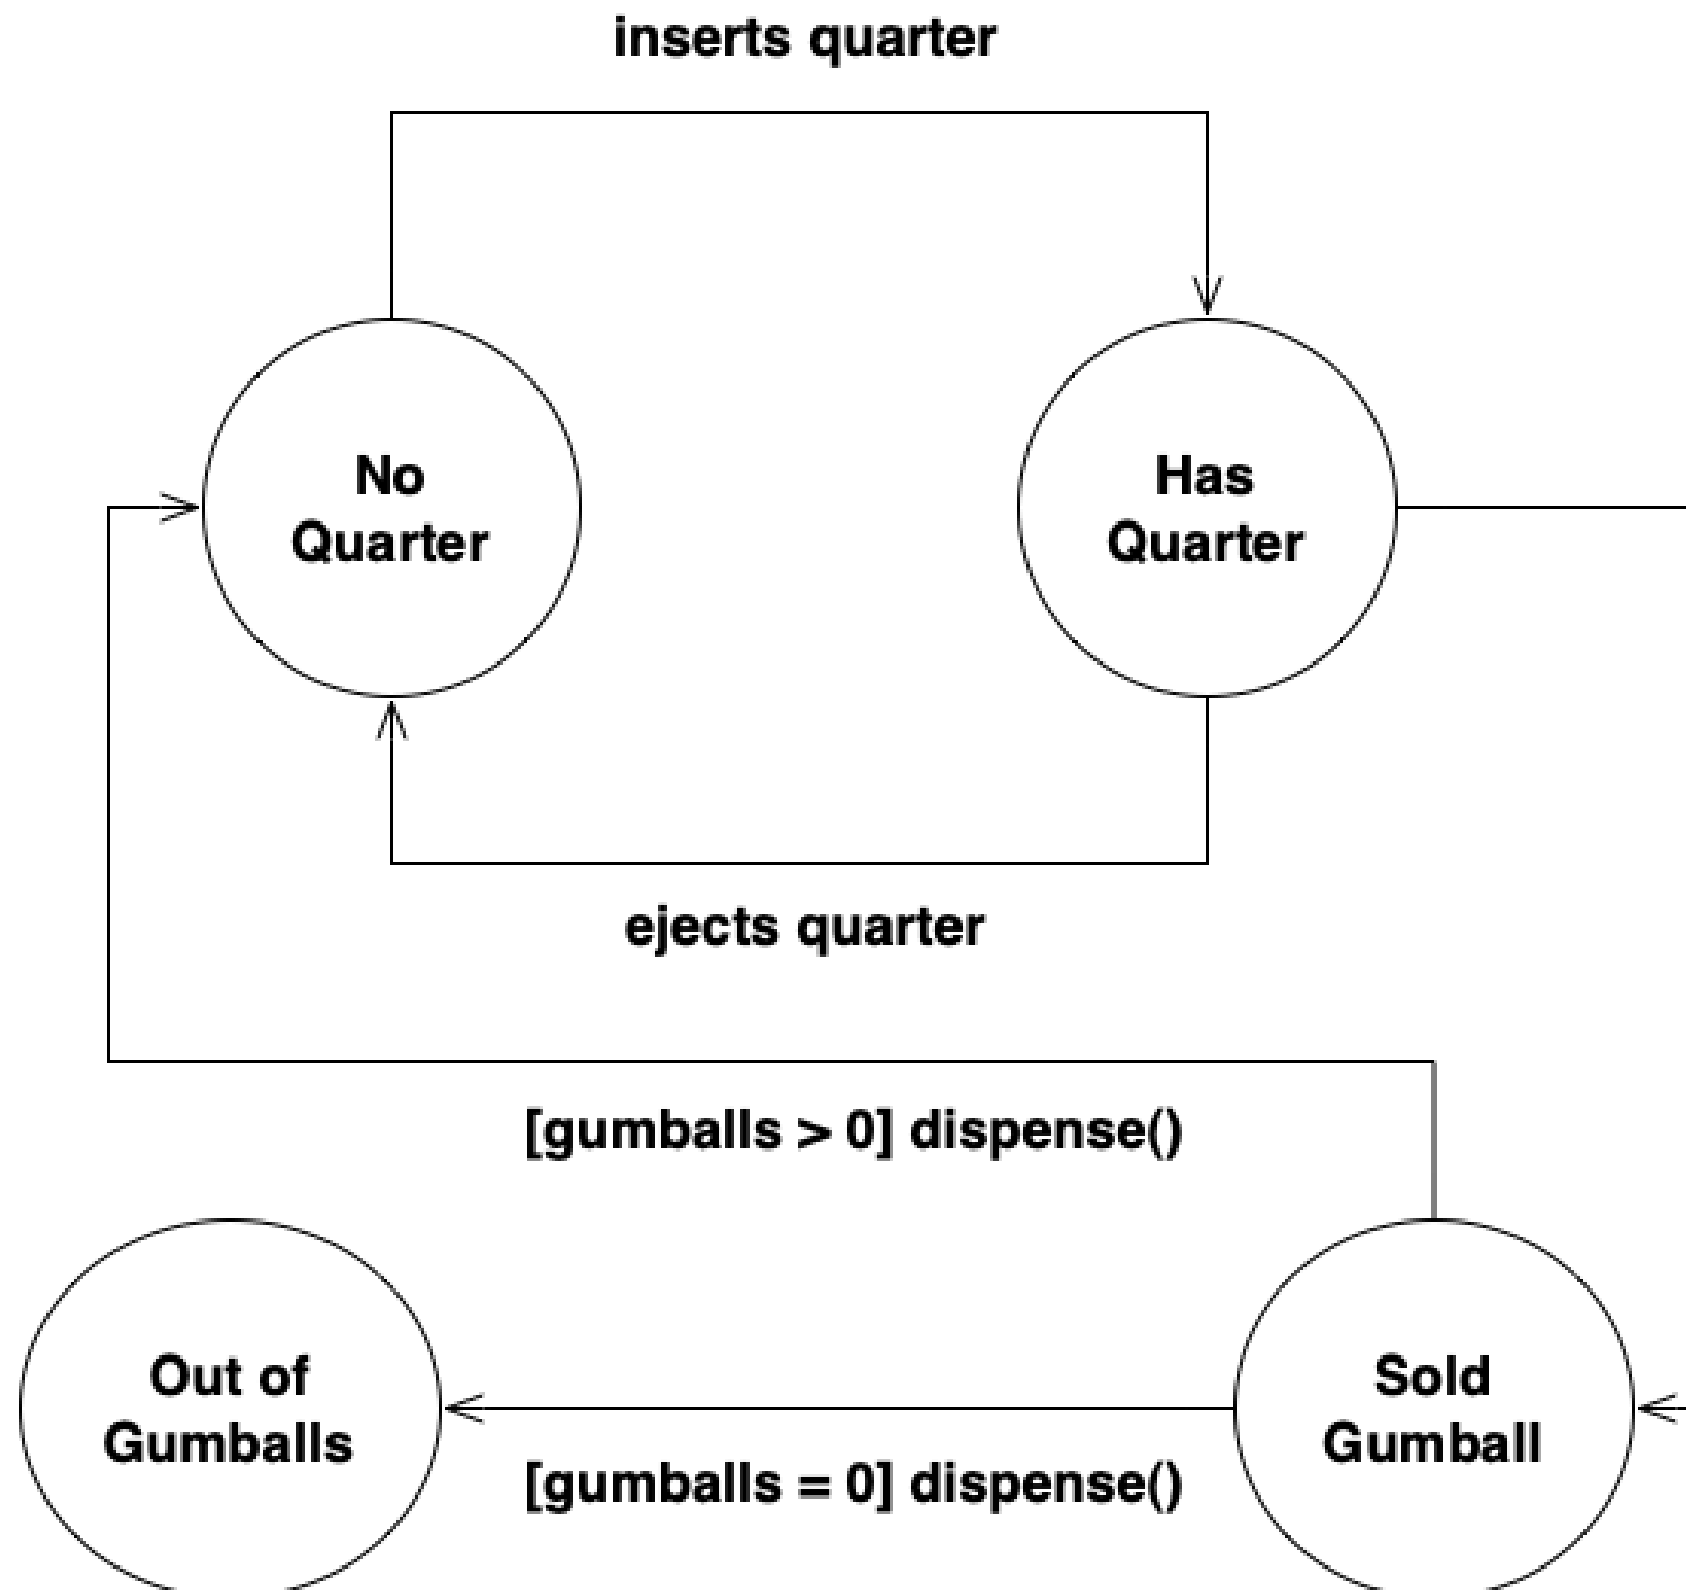 inserts quarter
No
Quarter
Has
Quarter
ejects quarter
[gumballs > 0] dispense()
Out of
Gumballs
Sold
Gumball
[gumballs = 0] dispense()